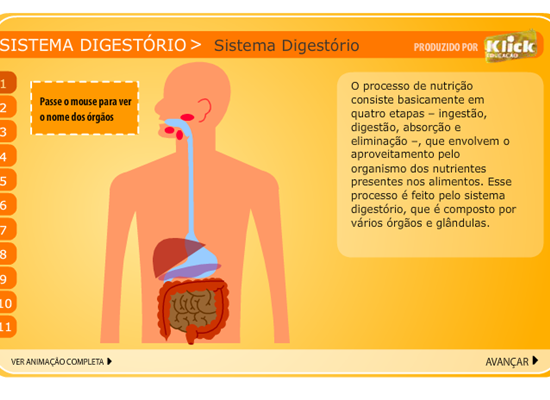 SISTEMA DIGESTÓRIO > Sistema Digestório
PRODUZIDO POR Klick
EDUCAÇÃO
1
2
3
4
5
6
7
8
9
10
11
Passe o mouse para ver
o nome dos órgãos
O processo de nutrição
consiste basicamente em
quatro etapas – ingestão,
digestão, absorção e
eliminação –, que envolvem o
aproveitamento pelo
organismo dos nutrientes
presentes nos alimentos. Esse
processo é feito pelo sistema
digestório, que é composto por
vários órgãos e glândulas.
VER ANIMAÇÃO COMPLETA
AVANÇAR